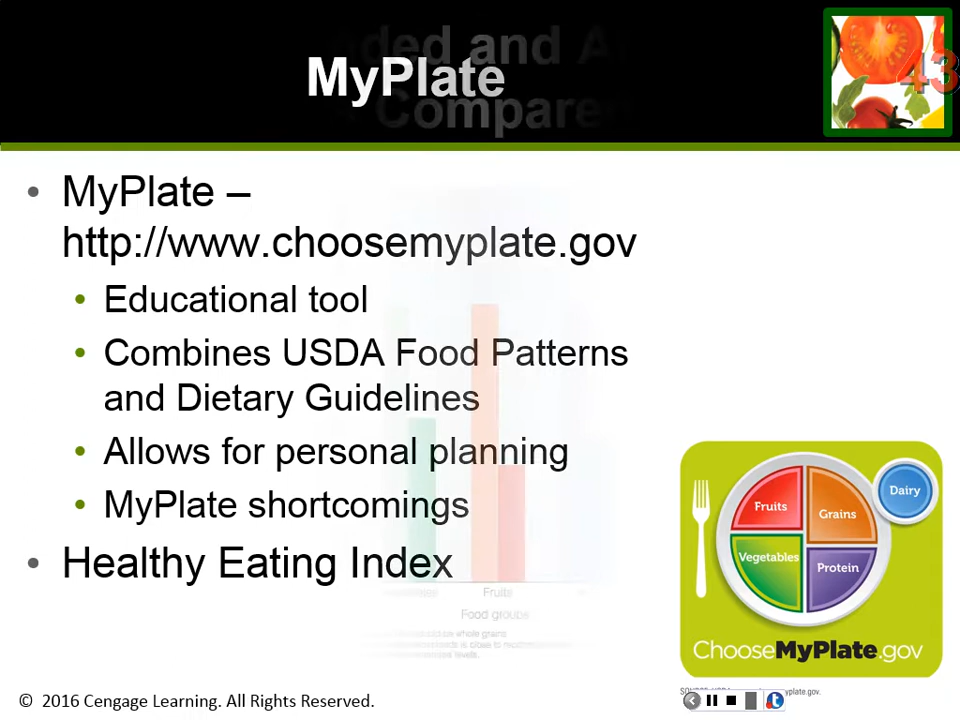 MyPlate
43
• MyPlate –
http://www.choosemyplate.gov
• Educational tool
• Combines USDA Food Patterns
and Dietary Guidelines
• Allows for personal planning
• MyPlate shortcomings
• Healthy Eating Index
Fruits
Food groups
Dairy
Fruits
Grains
Vegetables
Protein
ChooseMyPlate.gov
© 2016 Cengage Learning. All Rights Reserved.